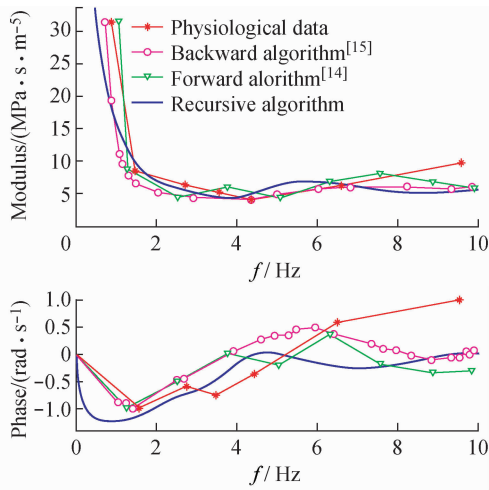 Physiological data
Backward algorithm[15]
Forward alorithm[14]
Recursive algorithm
Modulus/(MPa • s • m-5)
30
25
20
15
10
5
0
2
4
6
8
10
f/ Hz
Phase/(rad • s-1)
1.0
0.5
0
−0.5
−1.0
0
2
4
6
8
10
f/ Hz